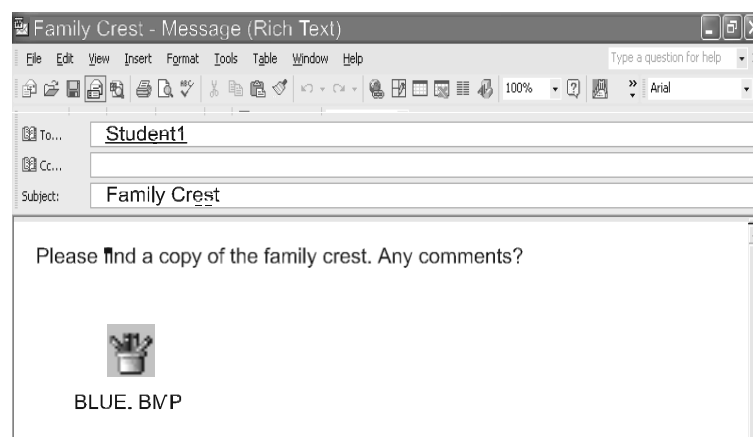 Family Crest - Message (Rich Text)
File Edit View Insert Format Tools Table Window Help Type a question for help
100% Arial
To... Student1
Cc...
Subject: Family Crest
Please find a copy of the family crest. Any comments?
BLUE. BMP